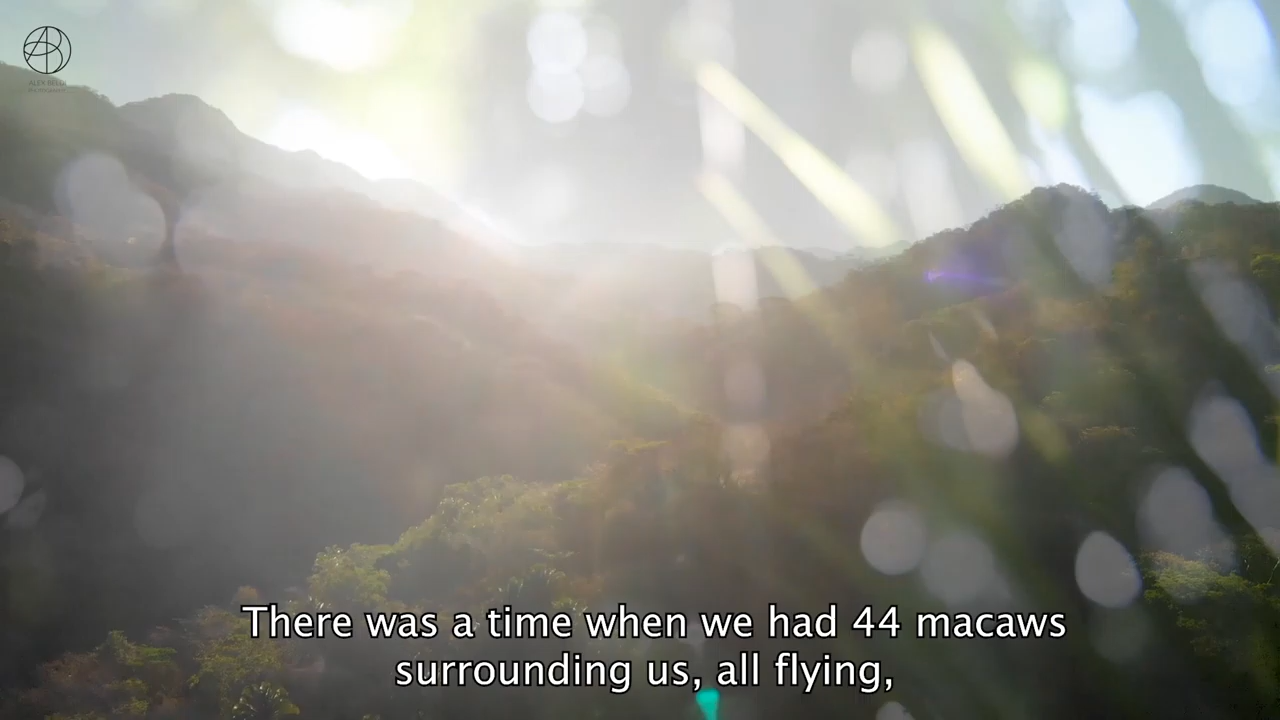 There was a time when we had 44 macaws
surrounding us, all flying,